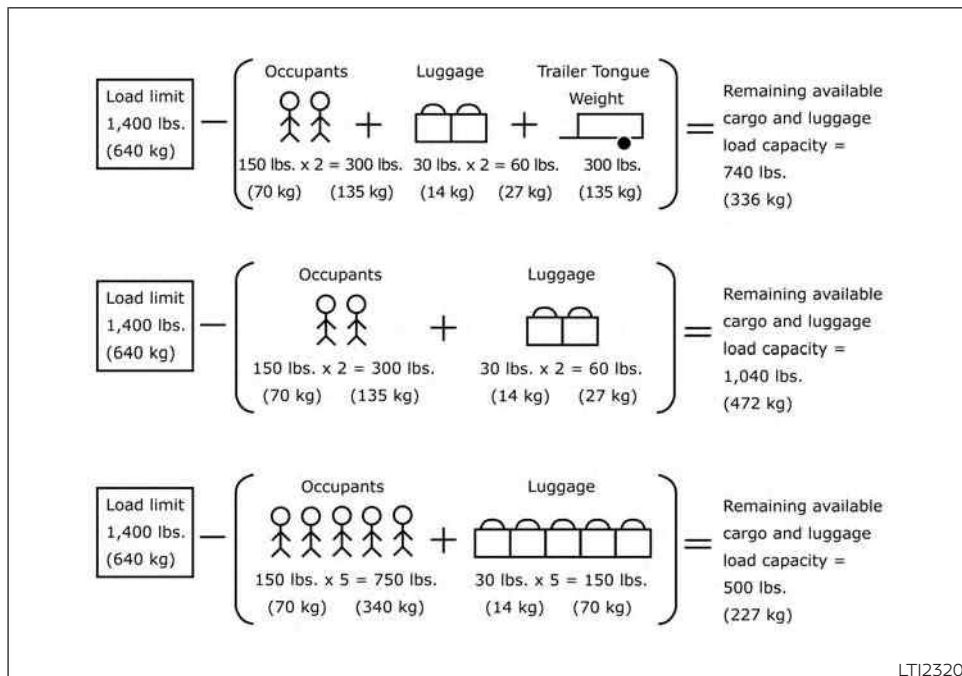 Load limit
1,400 lbs.
(640 kg)
Occupants
150 lbs. x 2 = 300 lbs.
(70 kg) (135 kg)
Luggage
30 lbs. x 2 = 60 lbs.
(14 kg) (27 kg)
Trailer Tongue
Weight
300 lbs.
(135 kg)
Remaining available
cargo and luggage
load capacity =
740 lbs.
(336 kg)
Load limit
1,400 lbs.
(640 kg)
Occupants
150 lbs. x 2 = 300 lbs.
(70 kg) (135 kg)
Luggage
30 lbs. x 2 = 60 lbs.
(14 kg) (27 kg)
Remaining available
cargo and luggage
load capacity =
1,040 lbs.
(472 kg)
Load limit
1,400 lbs.
(640 kg)
Occupants
150 lbs. x 5 = 750 lbs.
(70 kg) (340 kg)
Luggage
30 lbs. x 5 = 150 lbs.
(14 kg) (70 kg)
Remaining available
cargo and luggage
load capacity =
500 lbs.
(227 kg)
LTI2320